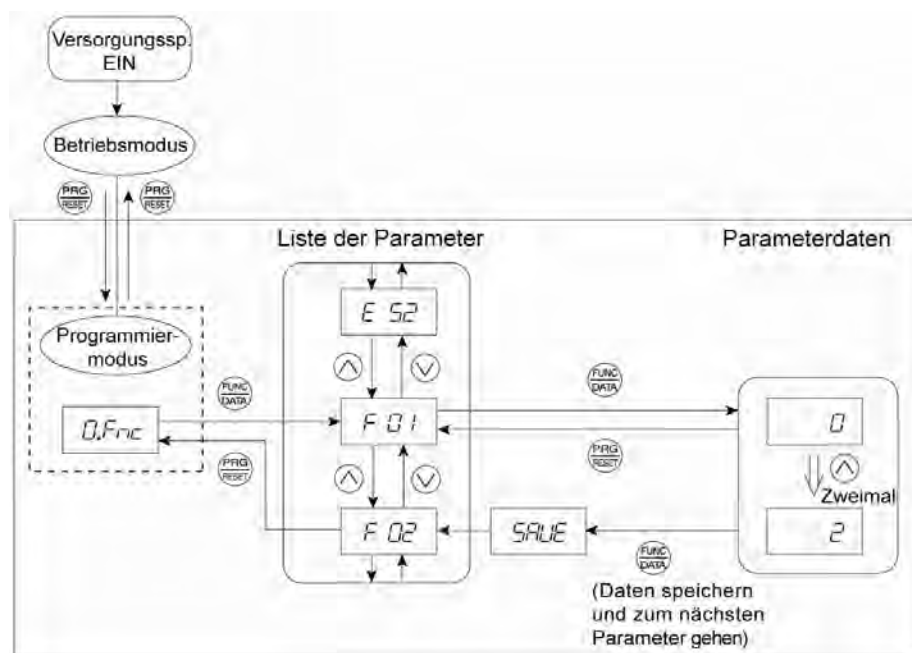 Versorgungssp.
EIN
Betriebsmodus
PRG
RESET
PRG
RESET
Liste der Parameter
Parameterdaten
E 52
Programmier-
modus
FUNC
DATA
FUNC
DATA
0.Fnc
F 01
0
PRG
RESET
PRG
RESET
Zweimal
F 02
SAVE
2
FUNC
DATA
(Daten speichern
und zum nächsten
Parameter gehen)